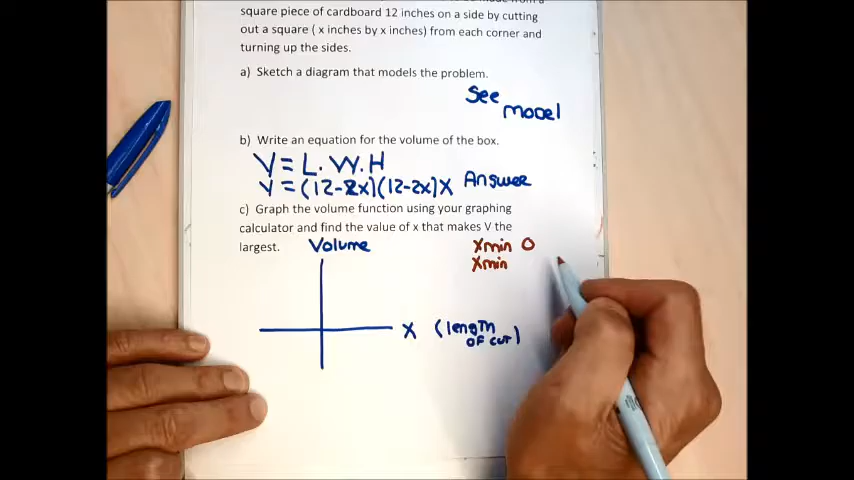 square piece of cardboard 12 inches on a side by cutting
out a square ( x inches by x inches) from each corner and
turning up the sides.
a) Sketch a diagram that models the problem.
See
model
b) Write an equation for the volume of the box.
V = L. W. H
V = (12-2x)(12-2x)x Answer
c) Graph the volume function using your graphing
calculator and find the value of x that makes V the
largest. Volume
xmin 0
xmin
x (length
of cut)